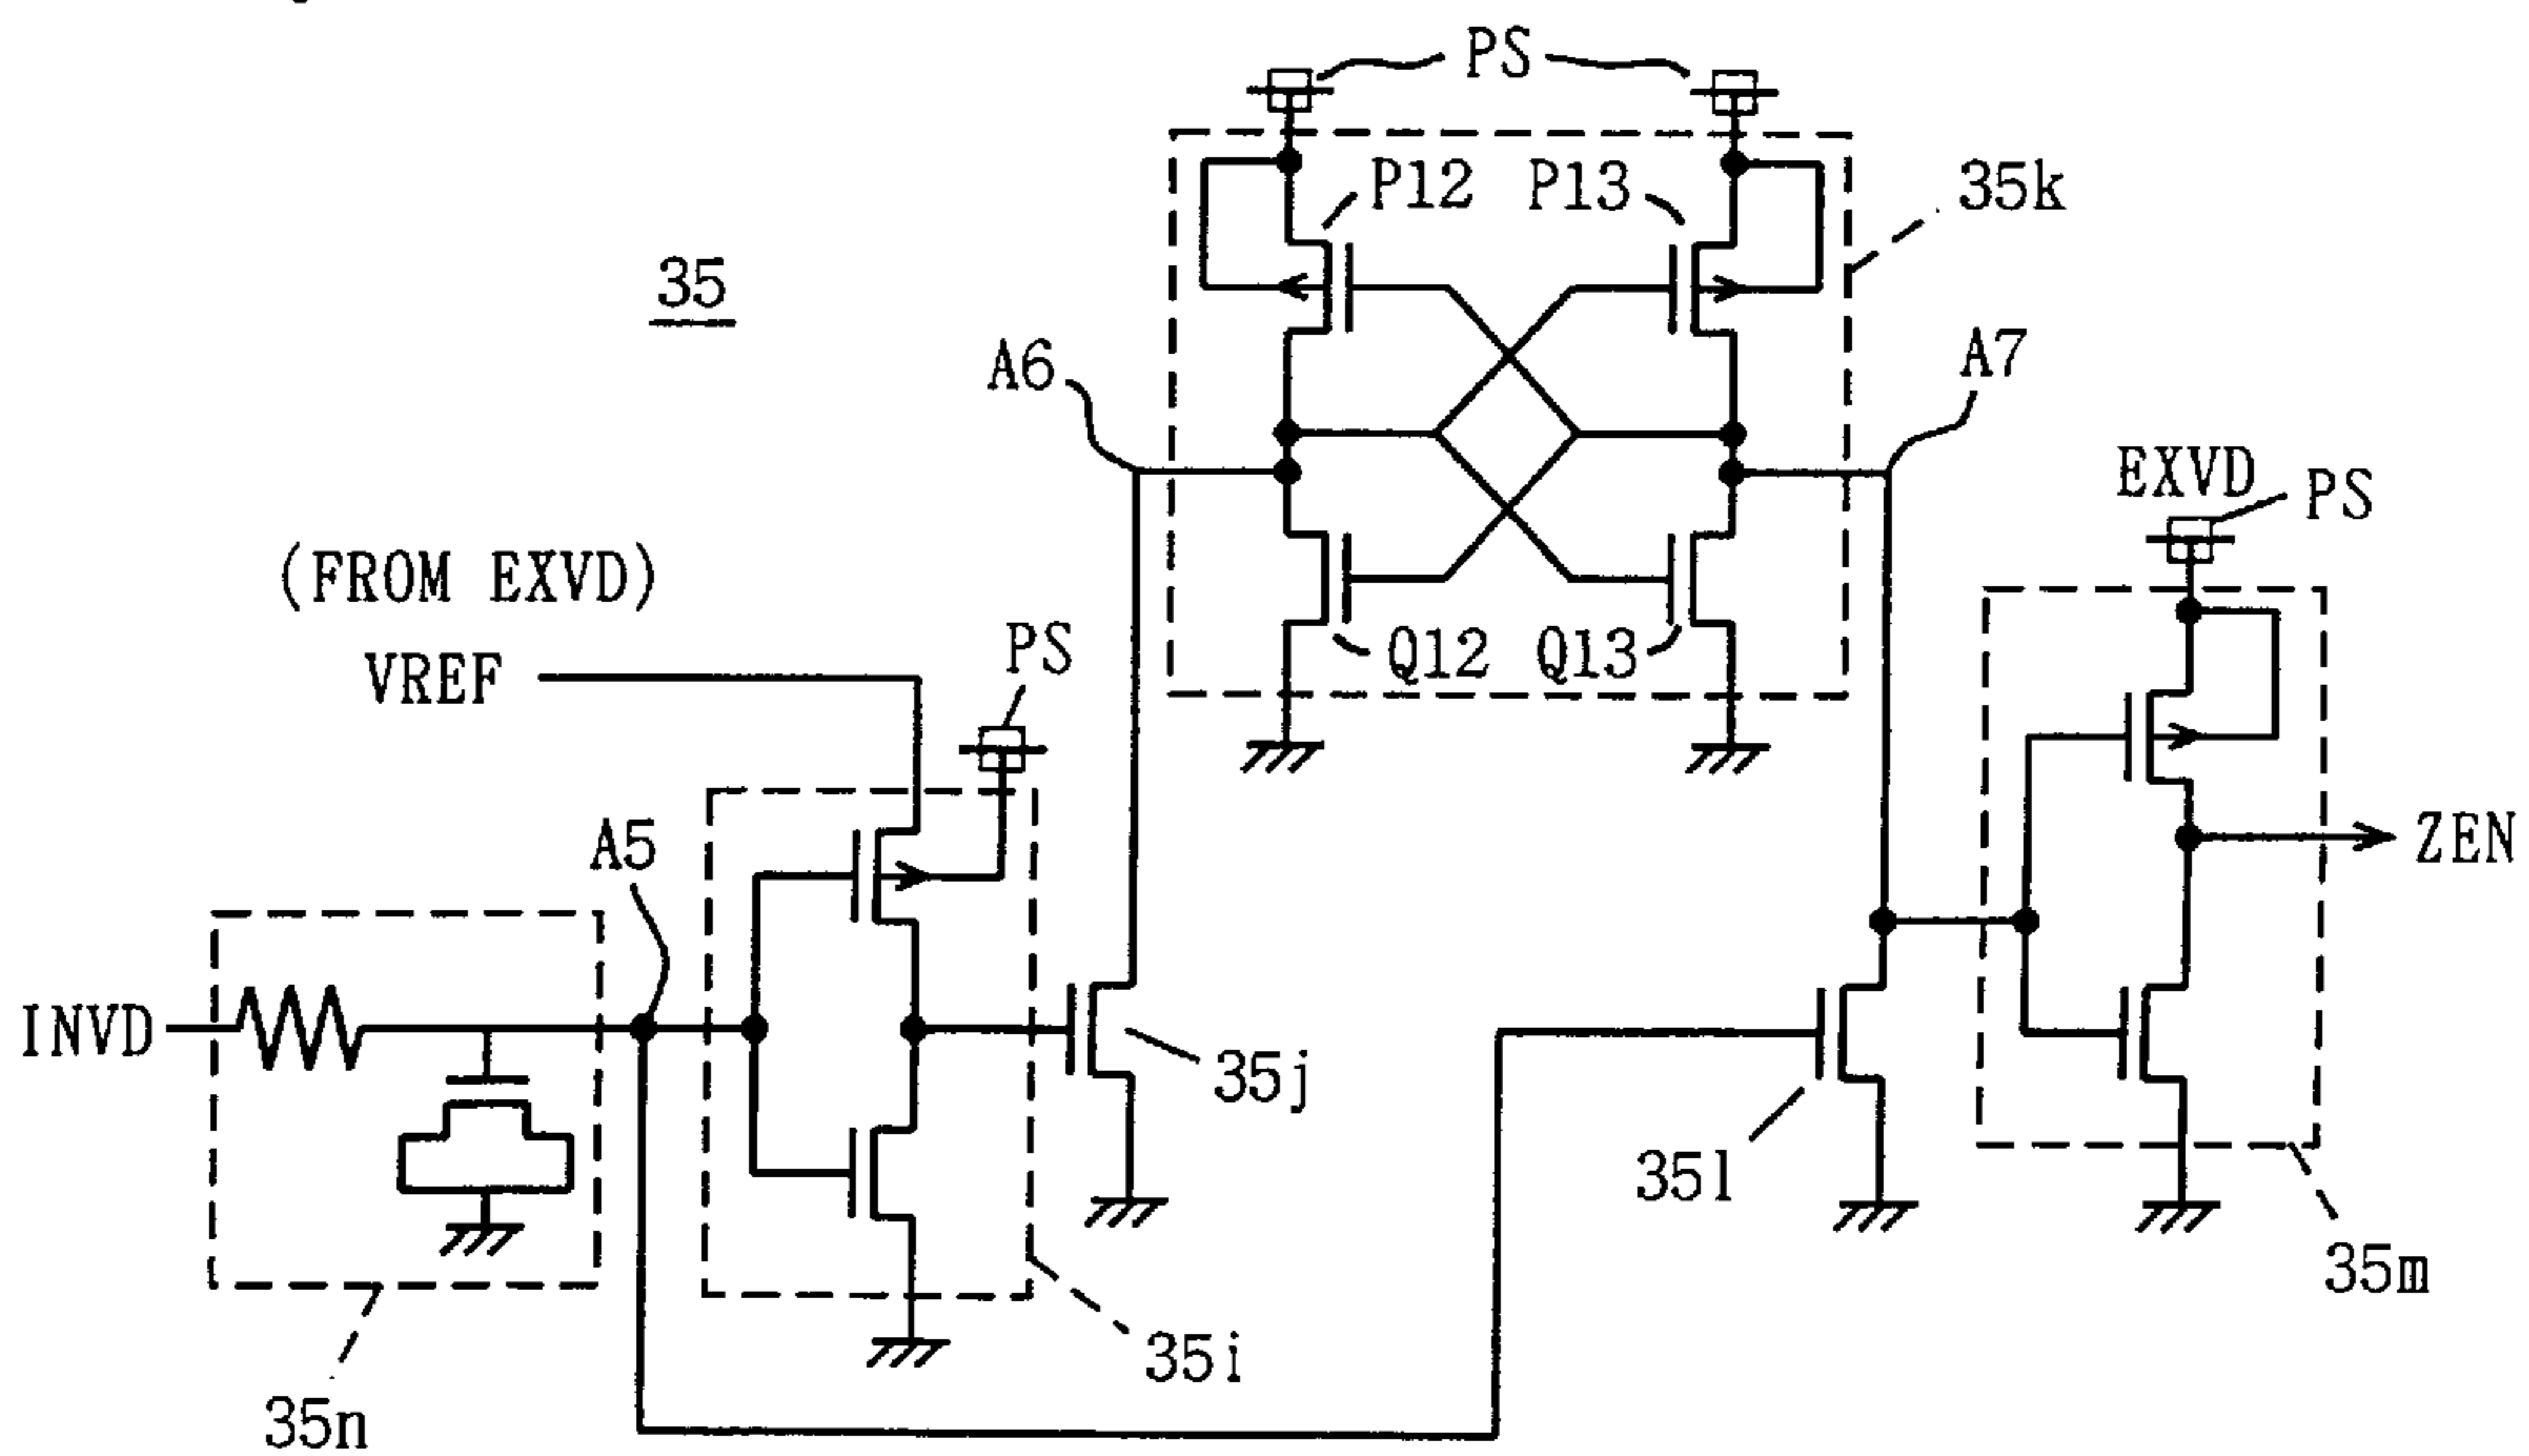 PS
P12 P13
35k
35
A6
A7
EXVD
PS
(FROM EXVD)
VREF
PS
Q12 Q13
A5
ZEN
INVD
35j
35l
35m
35i
35n